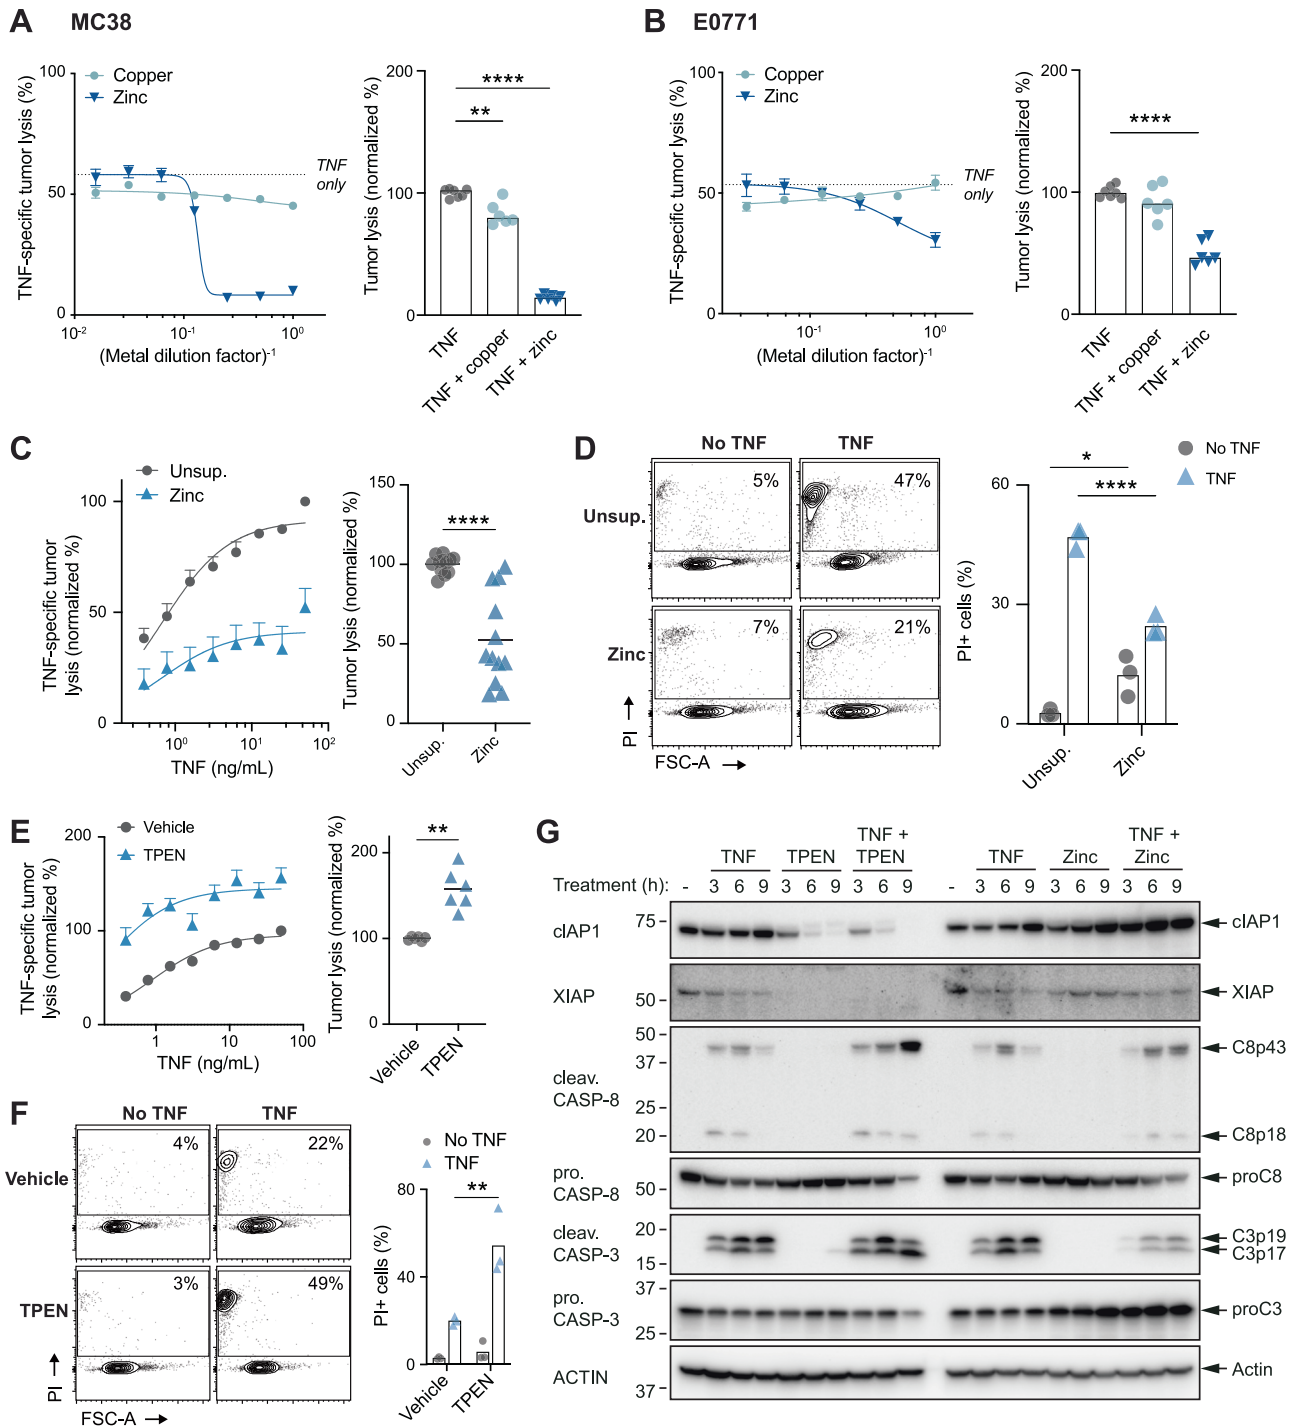 A MC38
100
50
0
TNF-specific tumor lysis (%)
Copper
Zinc
TNF only
10-2
10-1
100
(Metal dilution factor)-1
200
100
0
Tumor lysis (normalized %)
****
**
TNF
TNF + copper
TNF + zinc
B E0771
100
50
0
TNF-specific tumor lysis (%)
Copper
Zinc
TNF only
10-1
100
(Metal dilution factor)-1
200
100
0
Tumor lysis (normalized %)
****
TNF
TNF + copper
TNF + zinc
C
Unsup.
Zinc
100
50
0
TNF-specific tumor
lysis (normalized %)
100
101
102
TNF (ng/mL)
150
100
50
0
Tumor lysis (normalized %)
****
Unsup.
Zinc
D
No TNF TNF
Unsup.
5% 47%
Zinc
7% 21%
PI
FSC-A
No TNF
TNF
*
****
60
30
0
PI+ cells (%)
Unsup.
Zinc
E
Vehicle
TPEN
200
100
0
TNF-specific tumor
lysis (normalized %)
1 10 100
TNF (ng/mL)
200
100
0
Tumor lysis (normalized %)
**
Vehicle
TPEN
F
No TNF TNF
Vehicle
4% 22%
TPEN
3% 49%
PI
FSC-A
No TNF
TNF
**
80
40
0
PI+ cells (%)
Vehicle
TPEN
G
TNF TPEN TNF + TPEN TNF Zinc TNF + Zinc
Treatment (h): - 3 6 9 3 6 9 3 6 9 - 3 6 9 3 6 9 3 6 9
cIAP1 75 cIAP1
XIAP 50 XIAP
cleav. CASP-8
50
37
25
20
C8p43
C8p18
pro. CASP-8 50 proC8
cleav. CASP-3
20
15
C3p19
C3p17
pro. CASP-3
37
25
proC3
ACTIN 37 Actin